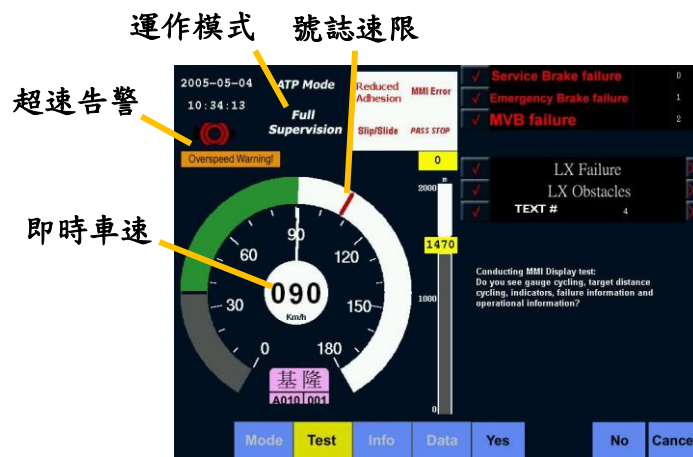 運作模式
號誌速限
超速告警
即時車速
2005-05-04
10:34:13
ATP Mode
Full
Supervision
Reduced
Adhesion
MMI Error
Slip/Slide
PASS STOP
Overspeed Warning!
Service Brake failure
0
Emergency Brake failure
1
MVB failure
2
LX Failure
LX Obstacles
TEXT #
4
0
m
2000
1470
1000
0
0
30
60
90
120
150
180
090
Km/h
基隆
A010 001
Conducting MMI Display test:
Do you see gauge cycling, target distance
cycling, indicators, failure information and
operational information?
Mode
Test
Info
Data
Yes
No
Cance